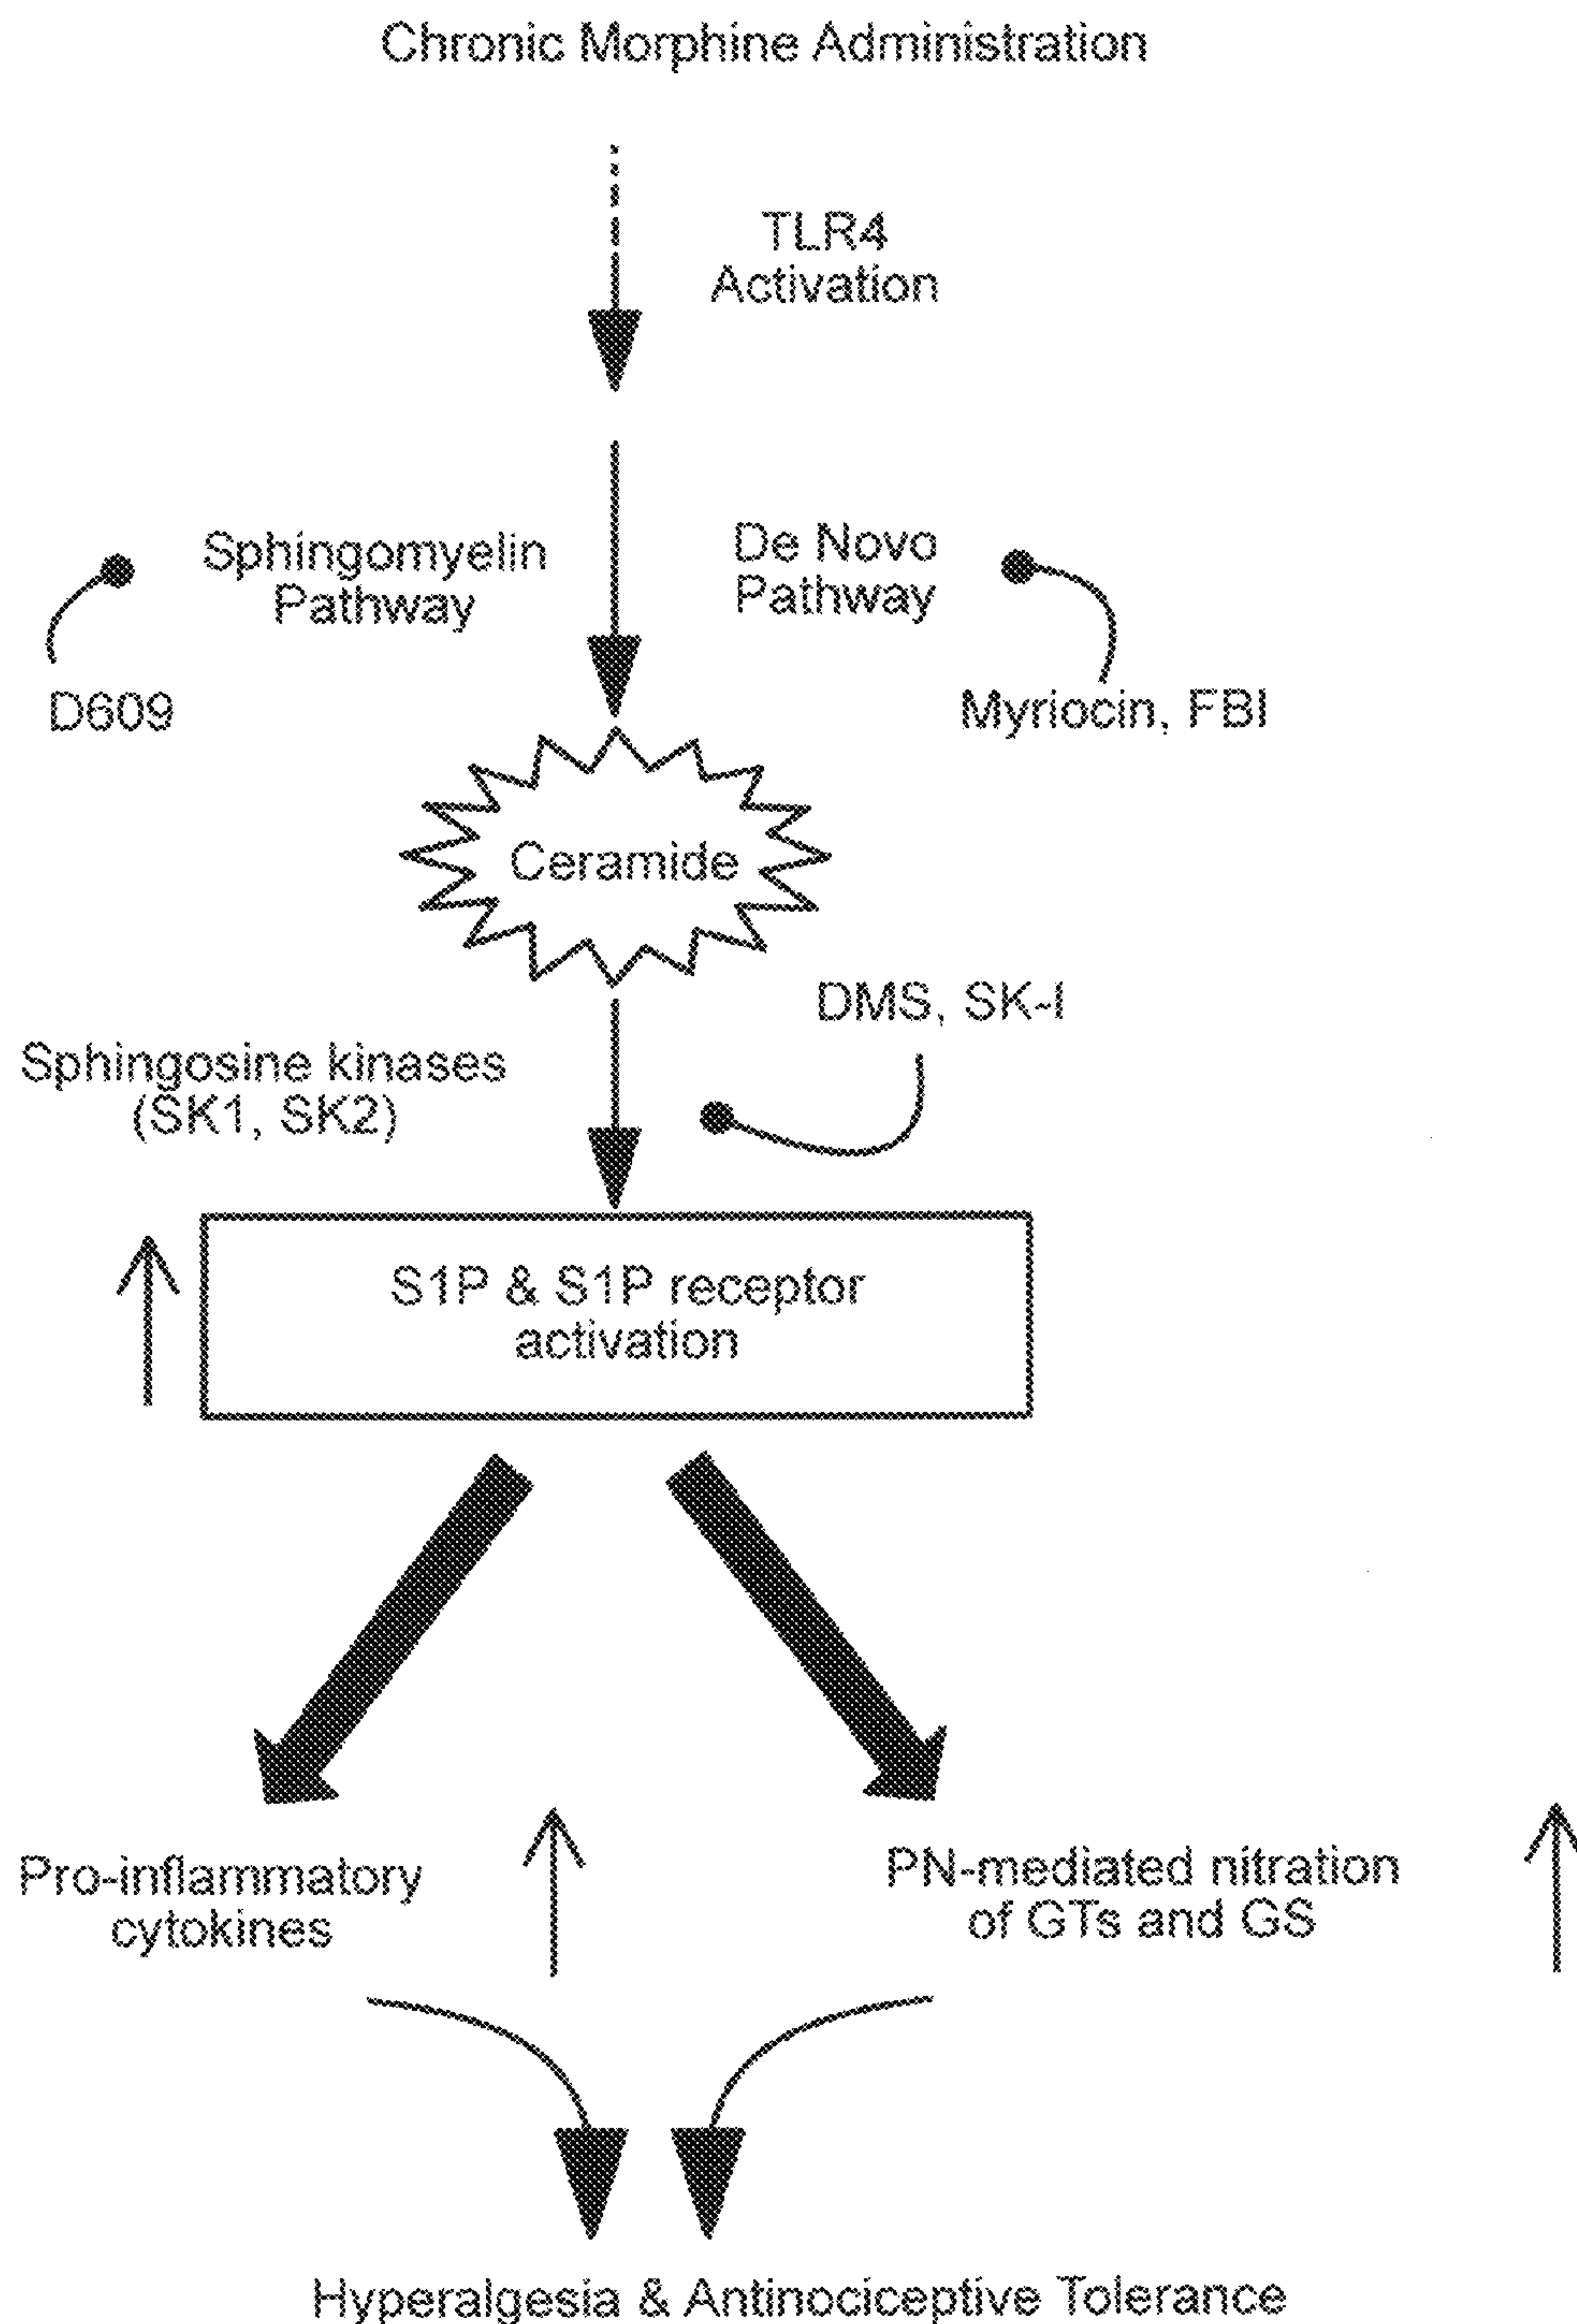 Chronic Morphine Administration
TLR4
Activation
Sphingomyelin
Pathway
De Novo
Pathway
D609
Myriocin, FBI
Ceramide
DMS, SK-I
Sphingosine kinases
(SK1, SK2)
S1P & S1P receptor
activation
Pro-inflammatory
cytokines
PN-mediated nitration
of GTs and GS
Hyperalgesia & Antinociceptive Tolerance